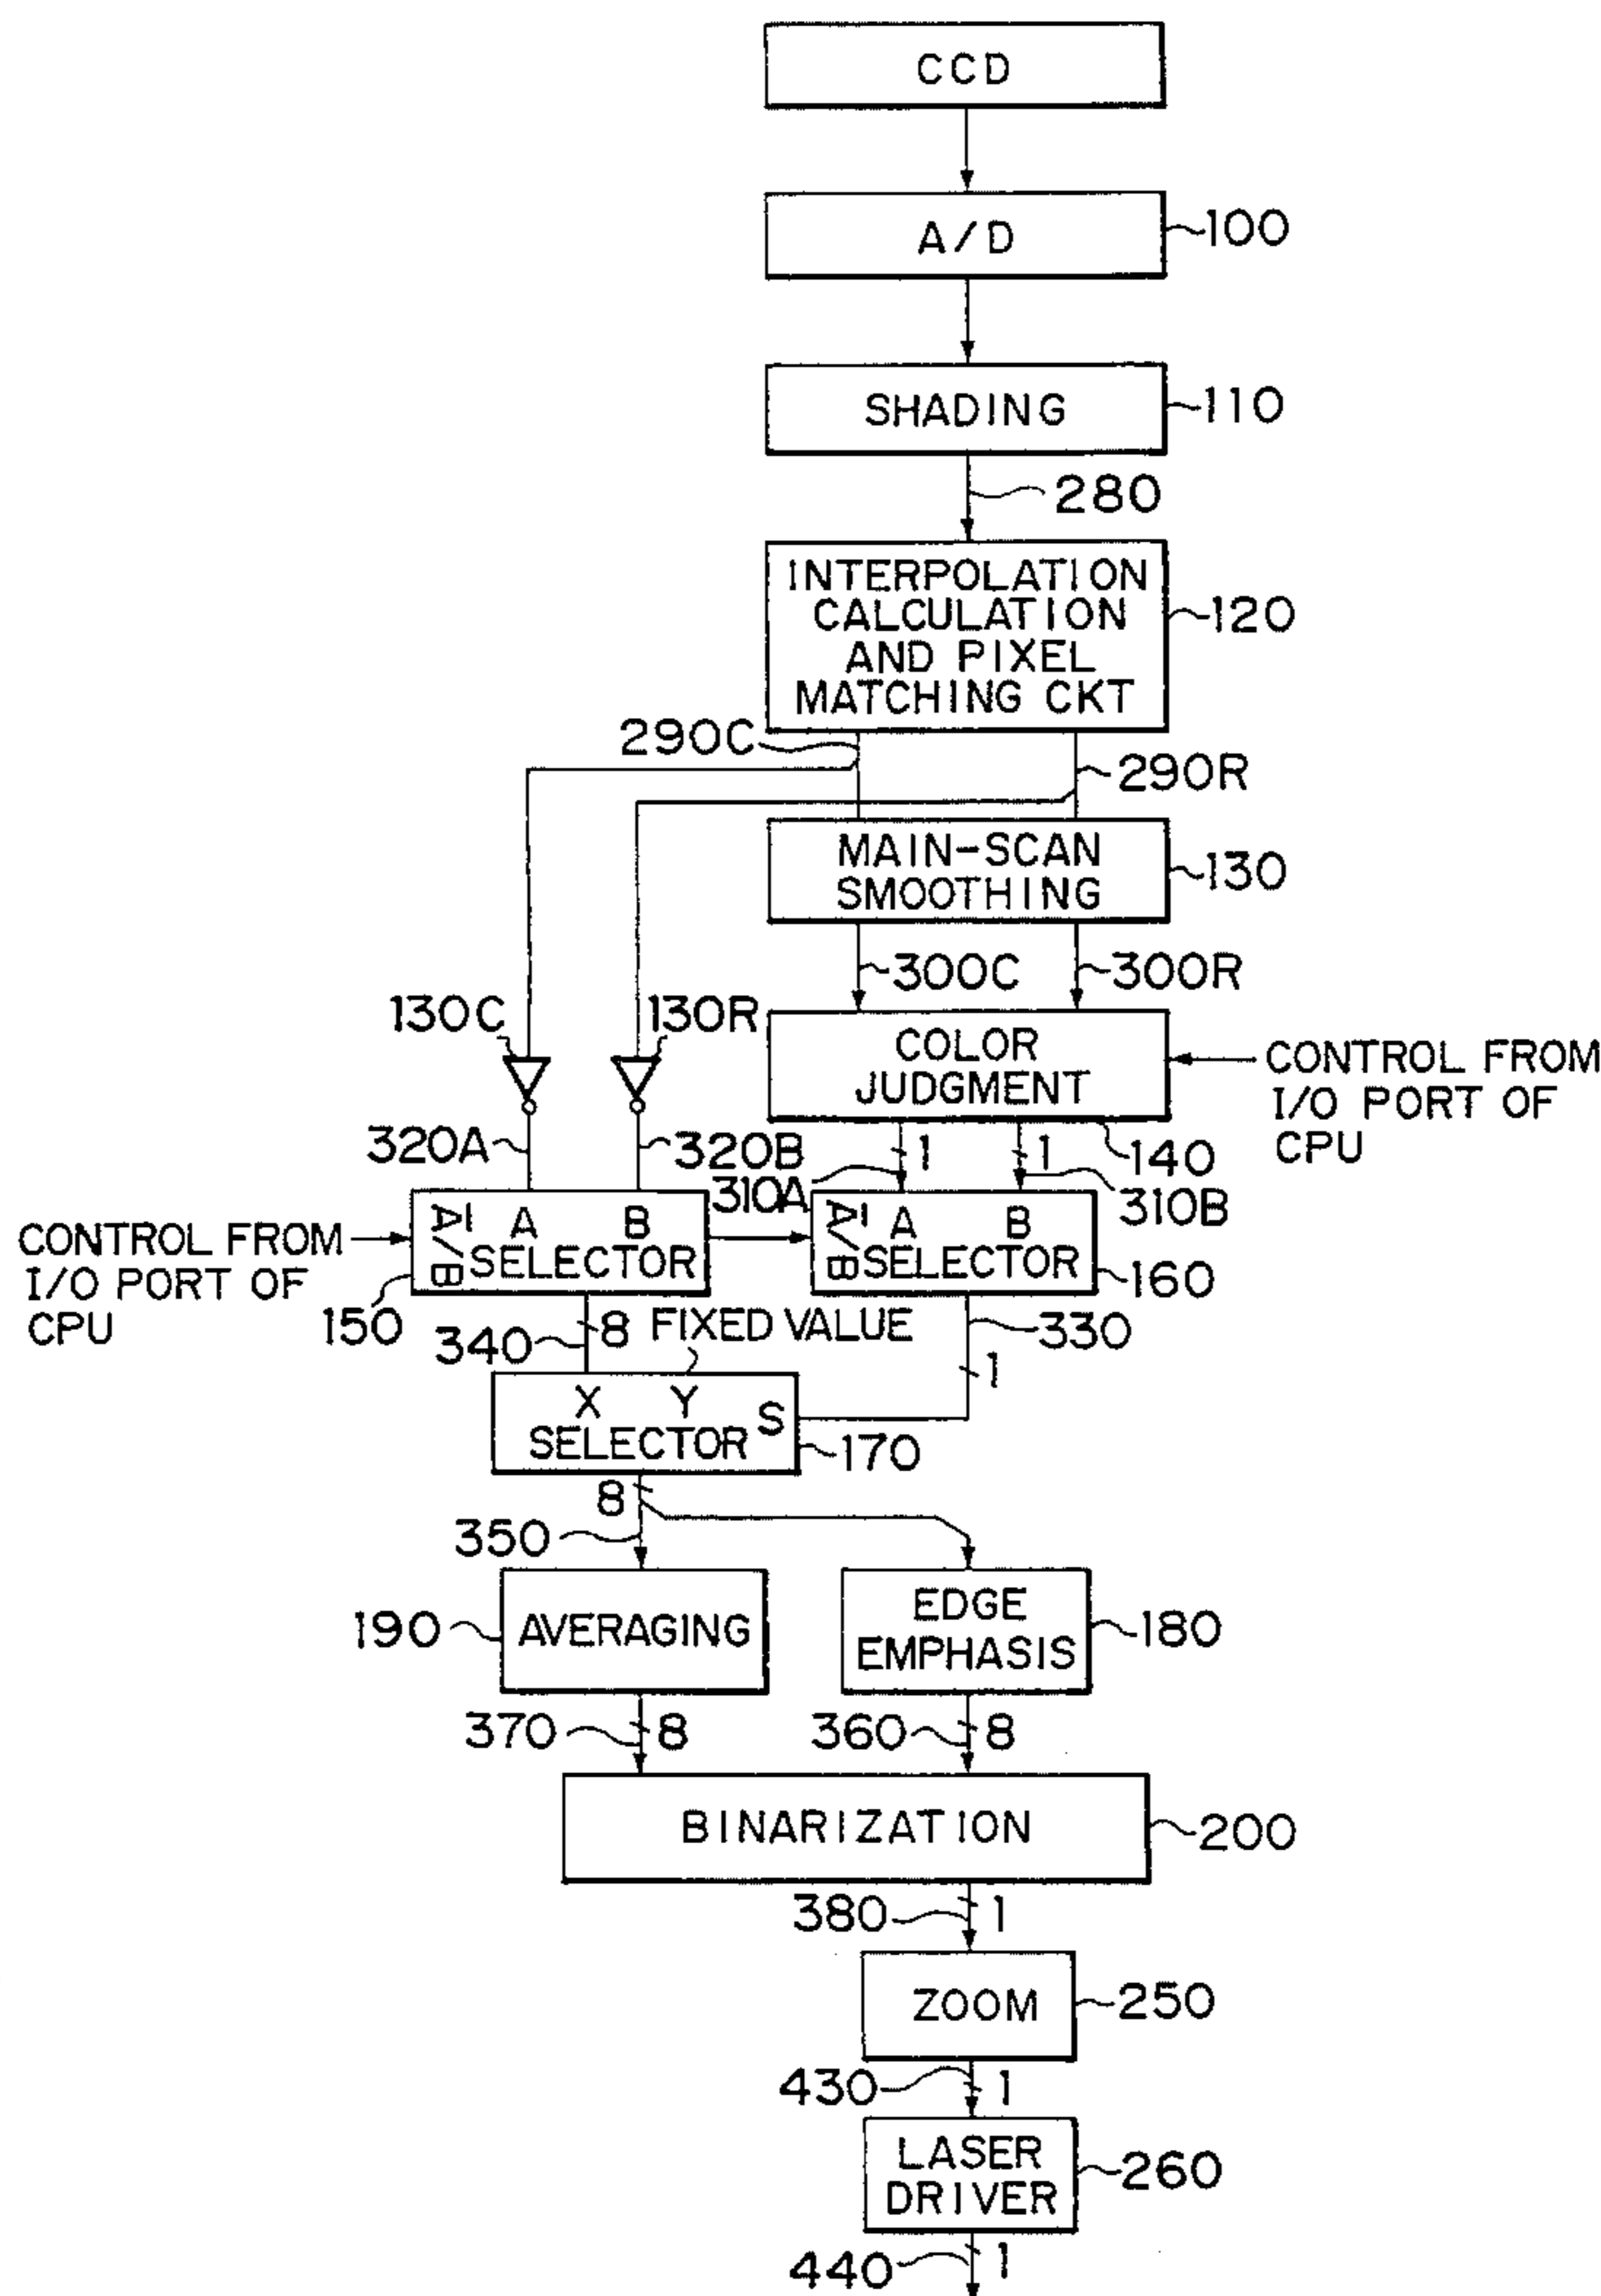 CCD
A/D
100
SHADING
110
280
INTERPOLATION
CALCULATION
AND PIXEL
MATCHING CKT
120
290C
290R
MAIN-SCAN
SMOOTHING
130
300C
300R
130C
130R
COLOR
JUDGMENT
CONTROL FROM
I/O PORT OF
CPU
320A
320B
1
1
140
310A
310B
CONTROL FROM
I/O PORT OF
CPU
A̅/B
A
B
SELECTOR
A̅/B
A
B
SELECTOR
150
160
340
8
FIXED VALUE
330
1
X
Y
S
SELECTOR
170
8
350
190
AVERAGING
EDGE
EMPHASIS
180
370
8
360
8
BINARIZATION
200
380
1
ZOOM
250
430
1
LASER
DRIVER
260
440
1